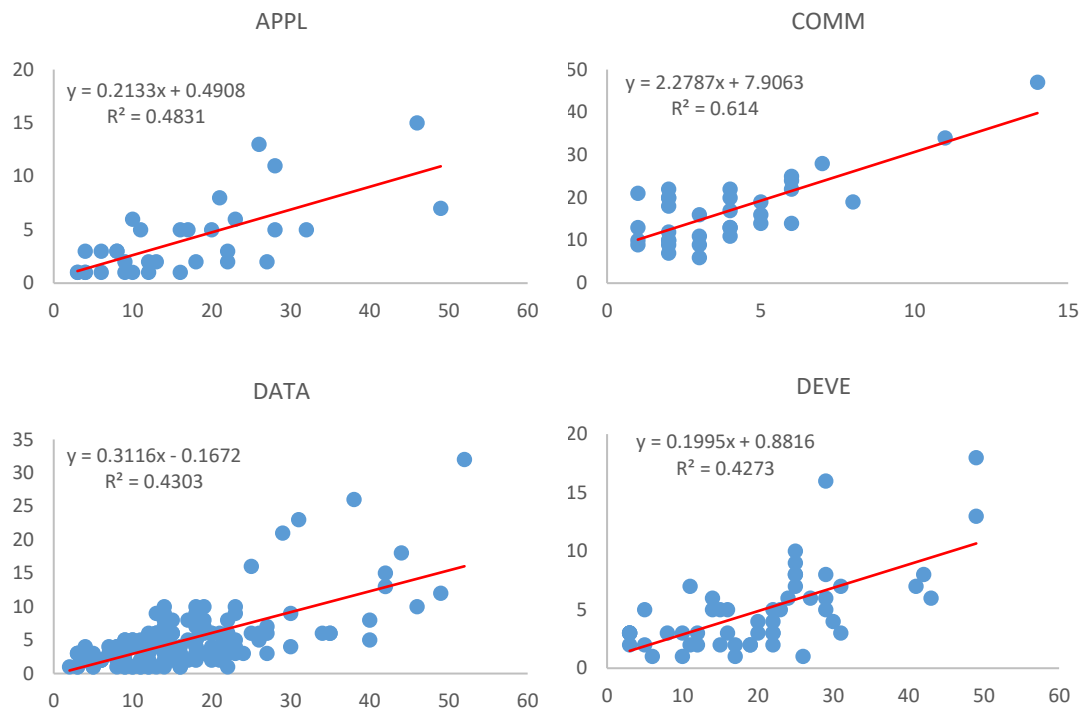 APPL
y = 0.2133x + 0.4908
R² = 0.4831
20
15
10
5
0
0 10 20 30 40 50 60
COMM
y = 2.2787x + 7.9063
R² = 0.614
50
40
30
20
10
0
0 5 10 15
DATA
y = 0.3116x - 0.1672
R² = 0.4303
35
30
25
20
15
10
5
0
0 10 20 30 40 50 60
DEVE
y = 0.1995x + 0.8816
R² = 0.4273
20
15
10
5
0
0 10 20 30 40 50 60